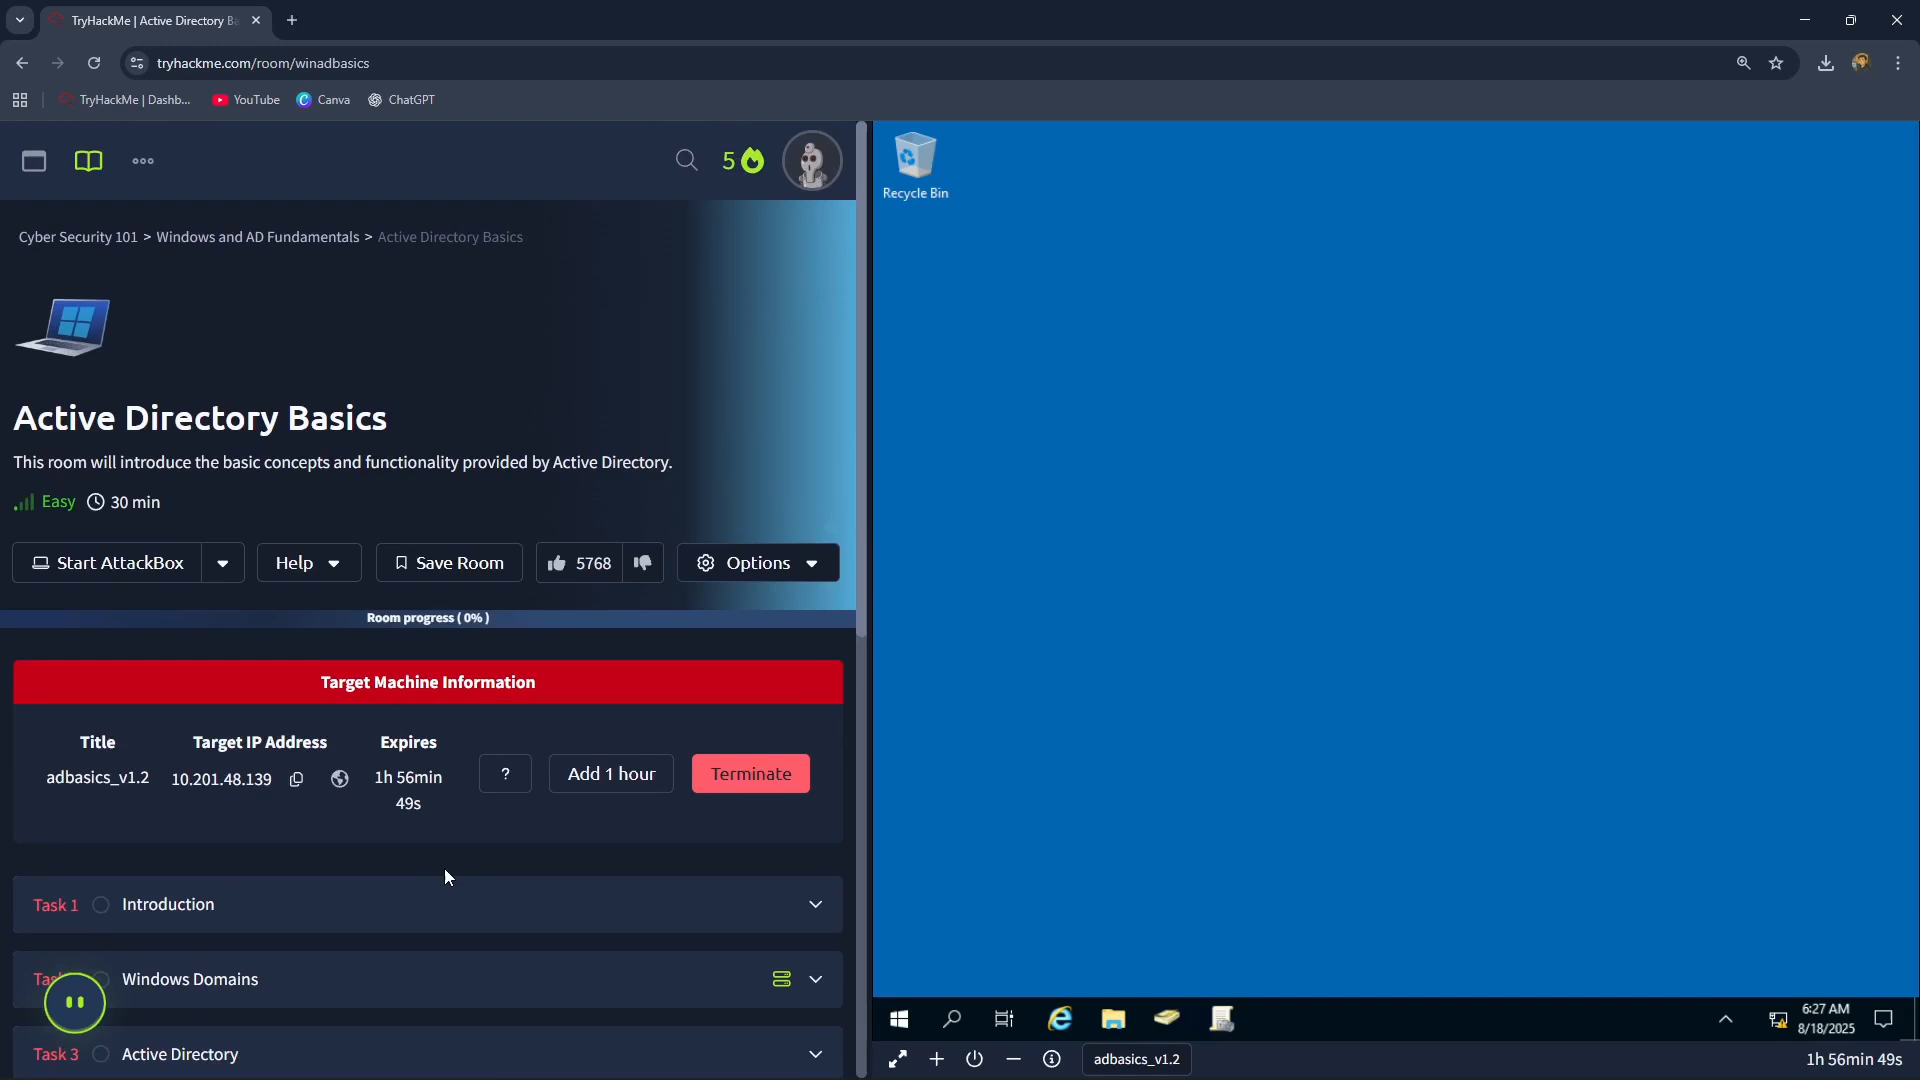 TryHackMe | Active Directory Ba
tryhackme.com/room/winadbasics
TryHackMe | Dashb...
YouTube
Canva
ChatGPT
5
Cyber Security 101 > Windows and AD Fundamentals > Active Directory Basics
Active Directory Basics
This room will introduce the basic concepts and functionality provided by Active Directory.
Easy 30 min
Start AttackBox
Help
Save Room
5768
Options
Room progress ( 0% )
Target Machine Information
Title
Target IP Address
Expires
adbasics_v1.2
10.201.48.139
1h 56min
49s
?
Add 1 hour
Terminate
Task 1 Introduction
Tas Windows Domains
Task 3 Active Directory
Recycle Bin
6:27 AM
8/18/2025
adbasics_v1.2
1h 56min 49s